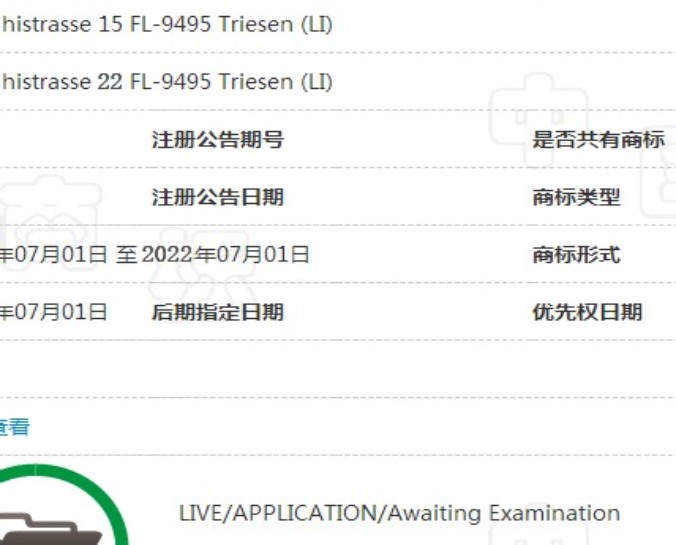 histrasse 15 FL-9495 Triesen (LI)
histrasse 22 FL-9495 Triesen (LI)
注册公告期号 是否共有商标
注册公告日期 商标类型
年07月01日 至 2022年07月01日 商标形式
年07月01日 后期指定日期 优先权日期
查看
LIVE/APPLICATION/Awaiting Examination